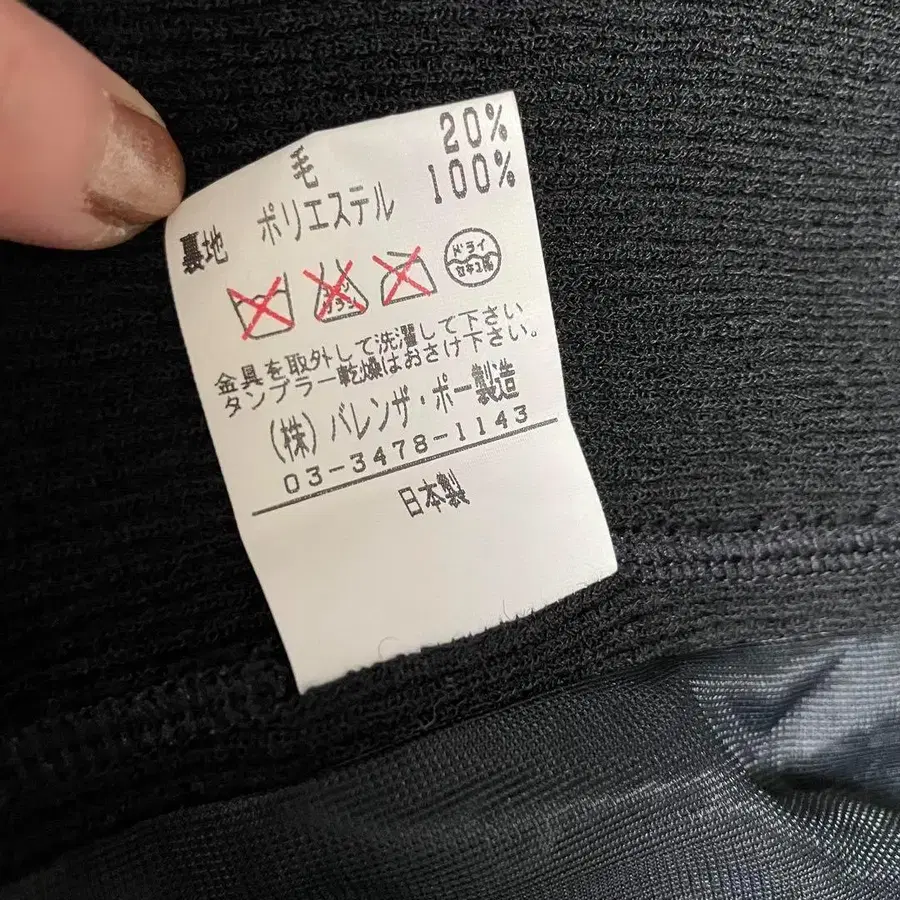 毛 20%
裏地 ポリエステル 100%
ドライ
セキユ系
金具を取外して洗濯して下さい
タンブラー乾燥はおさけ下さい。
(株)バレンザ・ポー製造
03-3478-1143
日本製